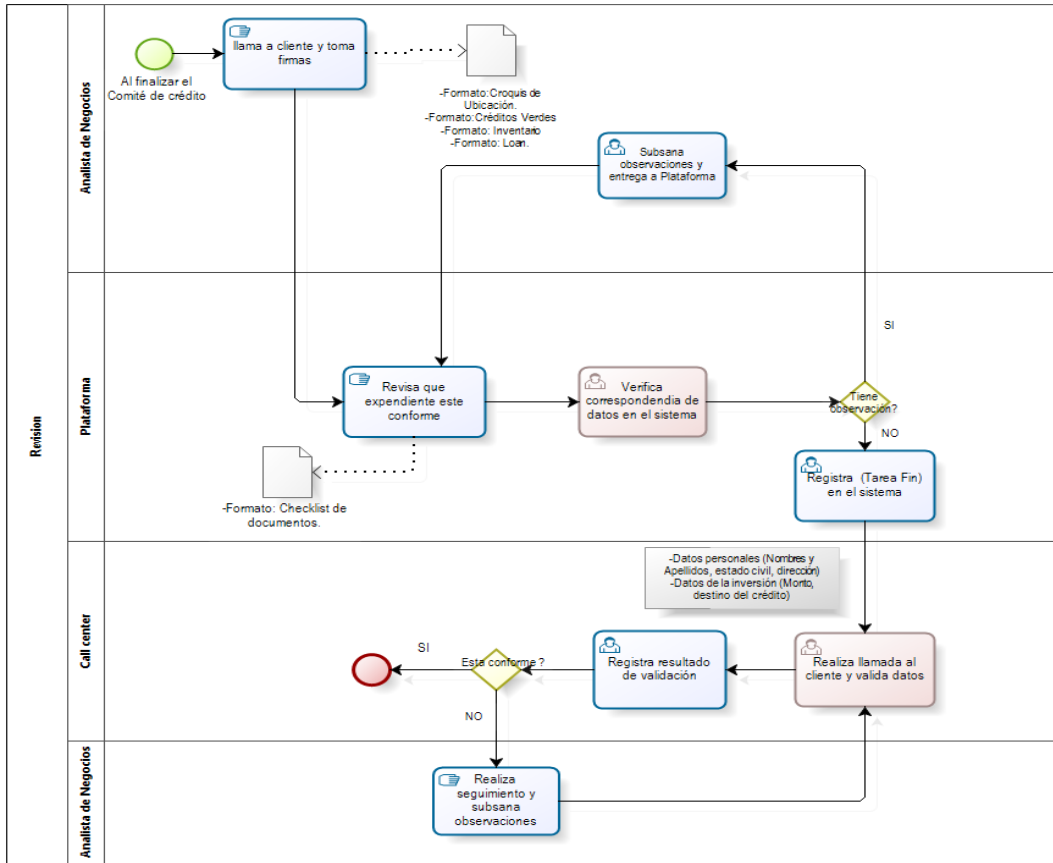 Revision
Analista de Negocios
Al finalizar el
Comité de crédito
llama a cliente y toma
firmas
-Formato:Croquis de
Ubicación.
-Formato:Créditos Verdes
-Formato: Inventario
-Formato: Loan.
Subsana
observaciones y
entrega a Plataforma
Plataforma
Revisa que
expendiente este
conforme
-Formato: Checklist de
documentos.
Verifica
correspondendia de
datos en el sistema
Tiene
observación?
SI
NO
Registra (Tarea Fin)
en el sistema
Call center
-Datos personales (Nombres y
Apellidos, estado civil, dirección)
-Datos de la inversión (Monto,
destino del crédito)
Realiza llamada al
cliente y valida datos
Registra resultado
de validación
Esta conforme ?
SI
NO
Analista de Negocios
Realiza
seguimiento y
subsana
observaciones